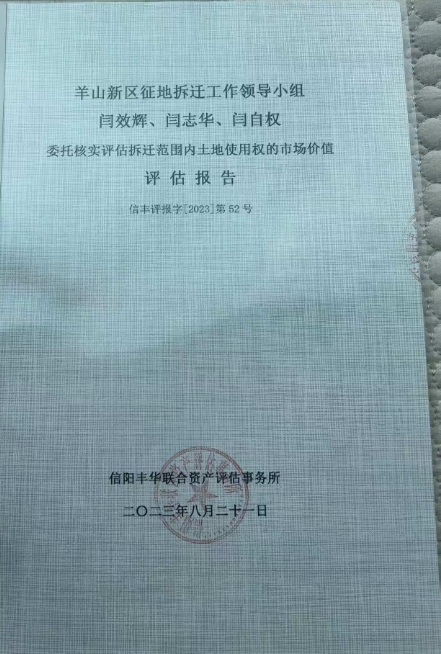 羊山新区征地拆迁工作领导小组
闫效辉、闫志华、闫自权
委托核实评估拆迁范围内土地使用权的市场价值
评估报告
信丰评报字[2023]第52号
信阳丰华联合资产评估事务所
二〇二三年八月二十一日